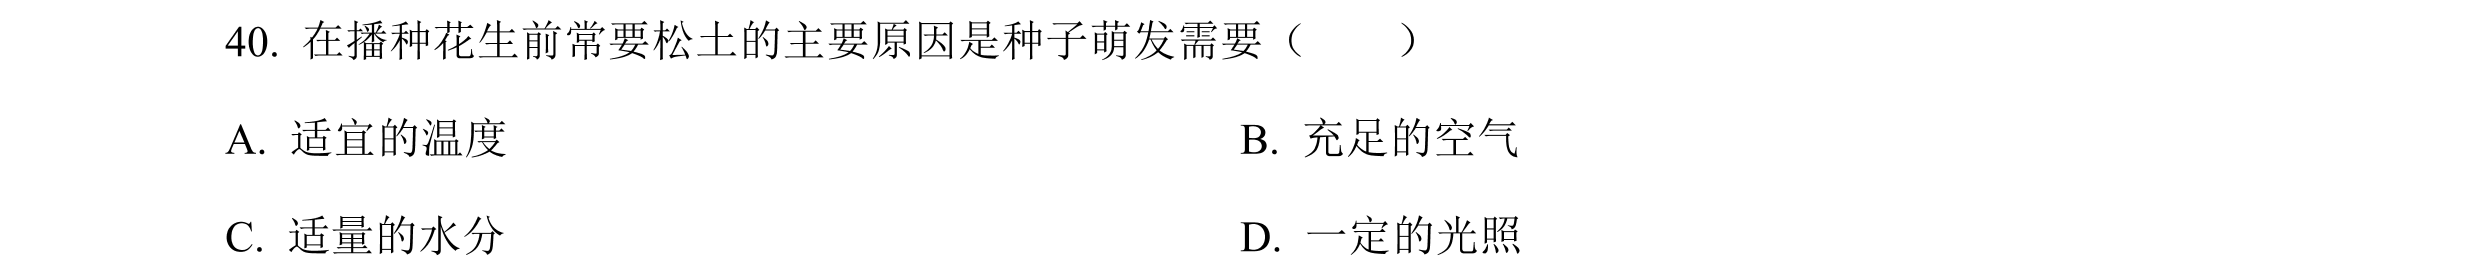 40. 在播种花生前常要松土的主要原因是种子萌发需要（　　）
A. 适宜的温度　　B. 充足的空气
C. 适量的水分　　D. 一定的光照